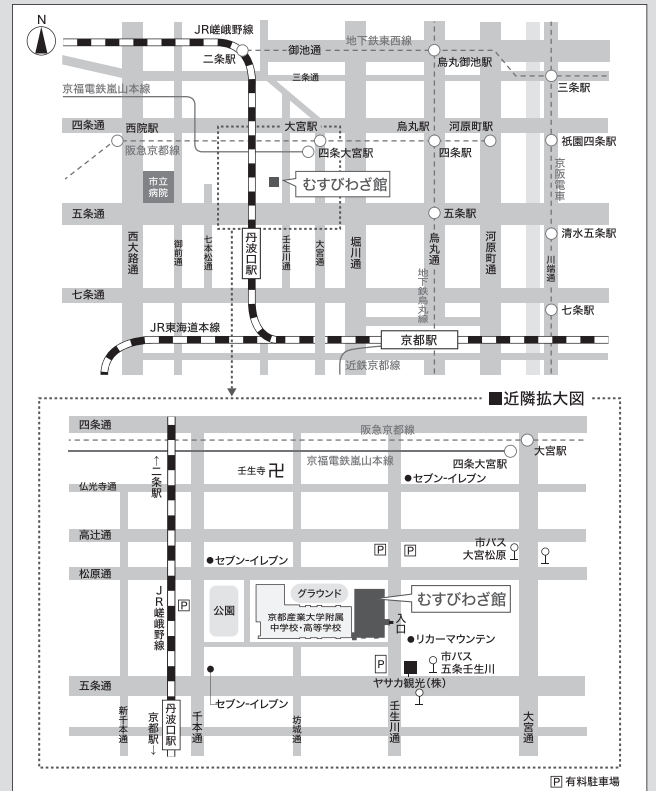 N
JR嵯峨野線
二条駅
御池通
地下鉄東西線
烏丸御池駅
三条通
三条駅
京福電鉄嵐山本線
四条通
西院駅
大宮駅
烏丸駅
河原町駅
祇園四条駅
阪急京都線
四条大宮駅
四条駅
京阪電車
市立
病院
むすびわざ館
五条通
五条駅
清水五条駅
西大路通
御前通
七本松通
丹波口駅
壬生川通
大宮通
堀川通
烏丸通
河原町通
川端通
地下鉄烏丸線
七条通
七条駅
JR東海道本線
京都駅
近鉄京都線
■近隣拡大図
四条通
阪急京都線
大宮駅
京福電鉄嵐山本線
四条大宮駅
←二条駅
壬生寺卍
●セブン-イレブン
仏光寺通
高辻通
P
P
市バス
大宮松原
●セブン-イレブン
松原通
JR嵯峨野線
P
公園
グラウンド
京都産業大学附属
中学校・高等学校
むすびわざ館
入口
●リカーマウンテン
P
市バス
五条壬生川
ヤサカ観光(株)
五条通
セブン-イレブン
新千本通
京都駅→
丹波口駅
千本通
坊城通
壬生川通
大宮通
P 有料駐車場